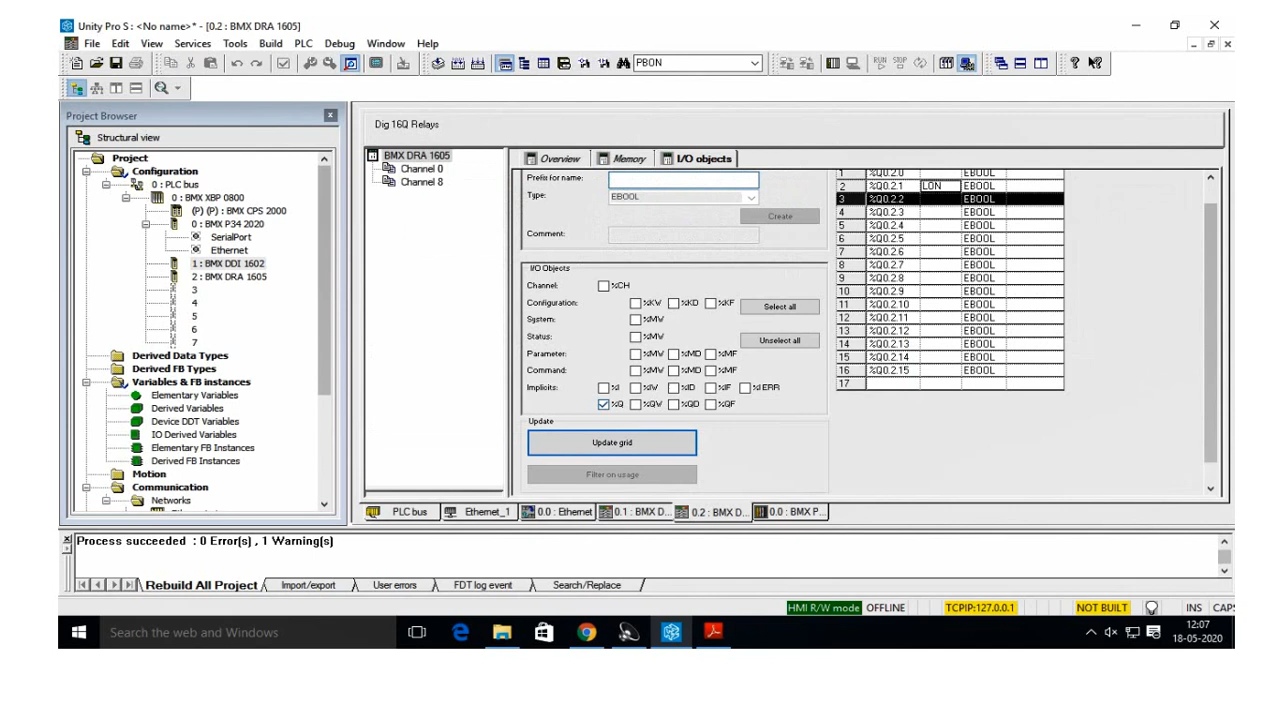 Unity Pro S : <No name>* - [0.2 : BMX DRA 1605]
File Edit View Services Tools Build PLC Debug Window Help
PBON
RUN STOP
Project Browser
Structural view
Project
Configuration
0 : PLC bus
0 : BMX XBP 0800
(P) (P) : BMX CPS 2000
0 : BMX P34 2020
SerialPort
Ethernet
1 : BMX DDI 1602
2 : BMX DRA 1605
3
4
5
6
7
Derived Data Types
Derived FB Types
Variables & FB instances
Elementary Variables
Derived Variables
Device DDT Variables
IO Derived Variables
Elementary FB Instances
Derived FB Instances
Motion
Communication
Networks
Dig 16Q Relays
BMX DRA 1605
Channel 0
Channel 8
Overview Memory I/O objects
Prefix for name:
Type: EBOOL
Create
Comment:
I/O Objects
Channel: %CH
Configuration: %KW %KD %KF Select all
System: %MW
Status: %MW Unselect all
Parameter: %MW %MD %MF
Command: %MW %MD %MF
Implicits: %I %IW %ID %IF %I ERR
%Q %QW %QD %QF
Update
Update grid
Filter on usage
1 %Q0.2.0 EBOOL
2 %Q0.2.1 LON EBOOL
3 %Q0.2.2 EBOOL
4 %Q0.2.3 EBOOL
5 %Q0.2.4 EBOOL
6 %Q0.2.5 EBOOL
7 %Q0.2.6 EBOOL
8 %Q0.2.7 EBOOL
9 %Q0.2.8 EBOOL
10 %Q0.2.9 EBOOL
11 %Q0.2.10 EBOOL
12 %Q0.2.11 EBOOL
13 %Q0.2.12 EBOOL
14 %Q0.2.13 EBOOL
15 %Q0.2.14 EBOOL
16 %Q0.2.15 EBOOL
17
PLC bus Ethernet_1 0.0 : Ethernet 0.1 : BMX D... 0.2 : BMX D... 0.0 : BMX P...
Process succeeded : 0 Error(s) , 1 Warning(s)
Rebuild All Project Import/export User errors FDT log event Search/Replace
HMI R/W mode OFFLINE TCPIP:127.0.0.1 NOT BUILT INS CAPS
Search the web and Windows
12:07
18-05-2020